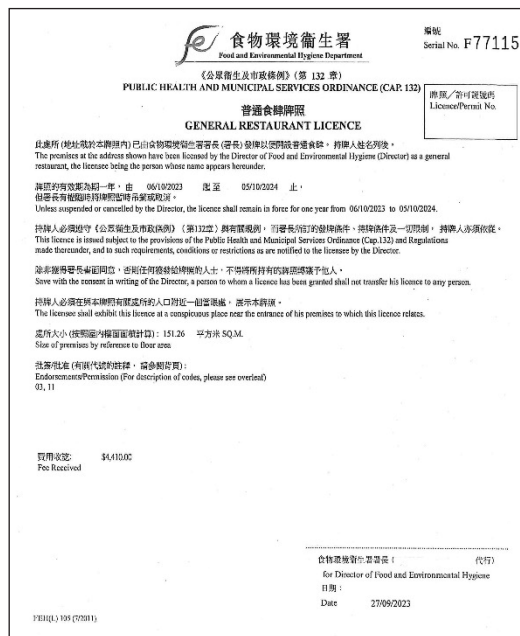 食物環境衞生署
Food and Environmental Hygiene Department
編號
Serial No. F77115
《公眾衞生及市政條例》(第 132 章)
PUBLIC HEALTH AND MUNICIPAL SERVICES ORDINANCE (CAP. 132)
牌照/許可證號碼
Licence/Permit No.
普通食肆牌照
GENERAL RESTAURANT LICENCE
此處所 (地址載於本牌照內) 已由食物環境衞生署署長 (署長) 發牌以便開設普通食肆。 持牌人姓名列後。
The premises at the address shown have been licensed by the Director of Food and Environmental Hygiene (Director) as a general
restaurant, the licensee being the person whose name appears hereunder.
牌照的有效期為期一年, 由 06/10/2023 起 至 05/10/2024 止,
但署長有權隨時將牌照暫時吊銷或取消。
Unless suspended or cancelled by the Director, the licence shall remain in force for one year from 06/10/2023 to 05/10/2024.
持牌人必須遵守《公眾衞生及市政條例》(第132章) 與有關規例, 而署長所訂的發牌條件、持牌條件及一切限制, 持牌人亦須依從。
This licence is issued subject to the provisions of the Public Health and Municipal Services Ordinance (Cap.132) and Regulations
made thereunder, and to such requirements, conditions or restrictions as are notified to the licensee by the Director.
除非獲得署長書面同意, 否則任何獲發給牌照的人士, 不得將所持有的牌照轉讓予他人。
Save with the consent in writing of the Director, a person to whom a licence has been granted shall not transfer his licence to any person.
持牌人必須在與本牌照有關處所的入口附近一個當眼處, 展示本牌照。
The licensee shall exhibit this licence at a conspicuous place near the entrance of his premises to which this licence relates.
處所大小 (按照屋內樓面面積計算): 151.26 平方米 SQ.M.
Size of premises by reference to floor area
批簽/批准 (有關代號的註釋, 請參閱背頁):
Endorsements/Permission (For description of codes, please see overleaf)
03, 11
費用收訖: $4,410.00
Fee Received
食物環境衞生署署長 ( 代行)
for Director of Food and Environmental Hygiene
日期:
Date 27/09/2023
FEH(L) 105 (7/2011)